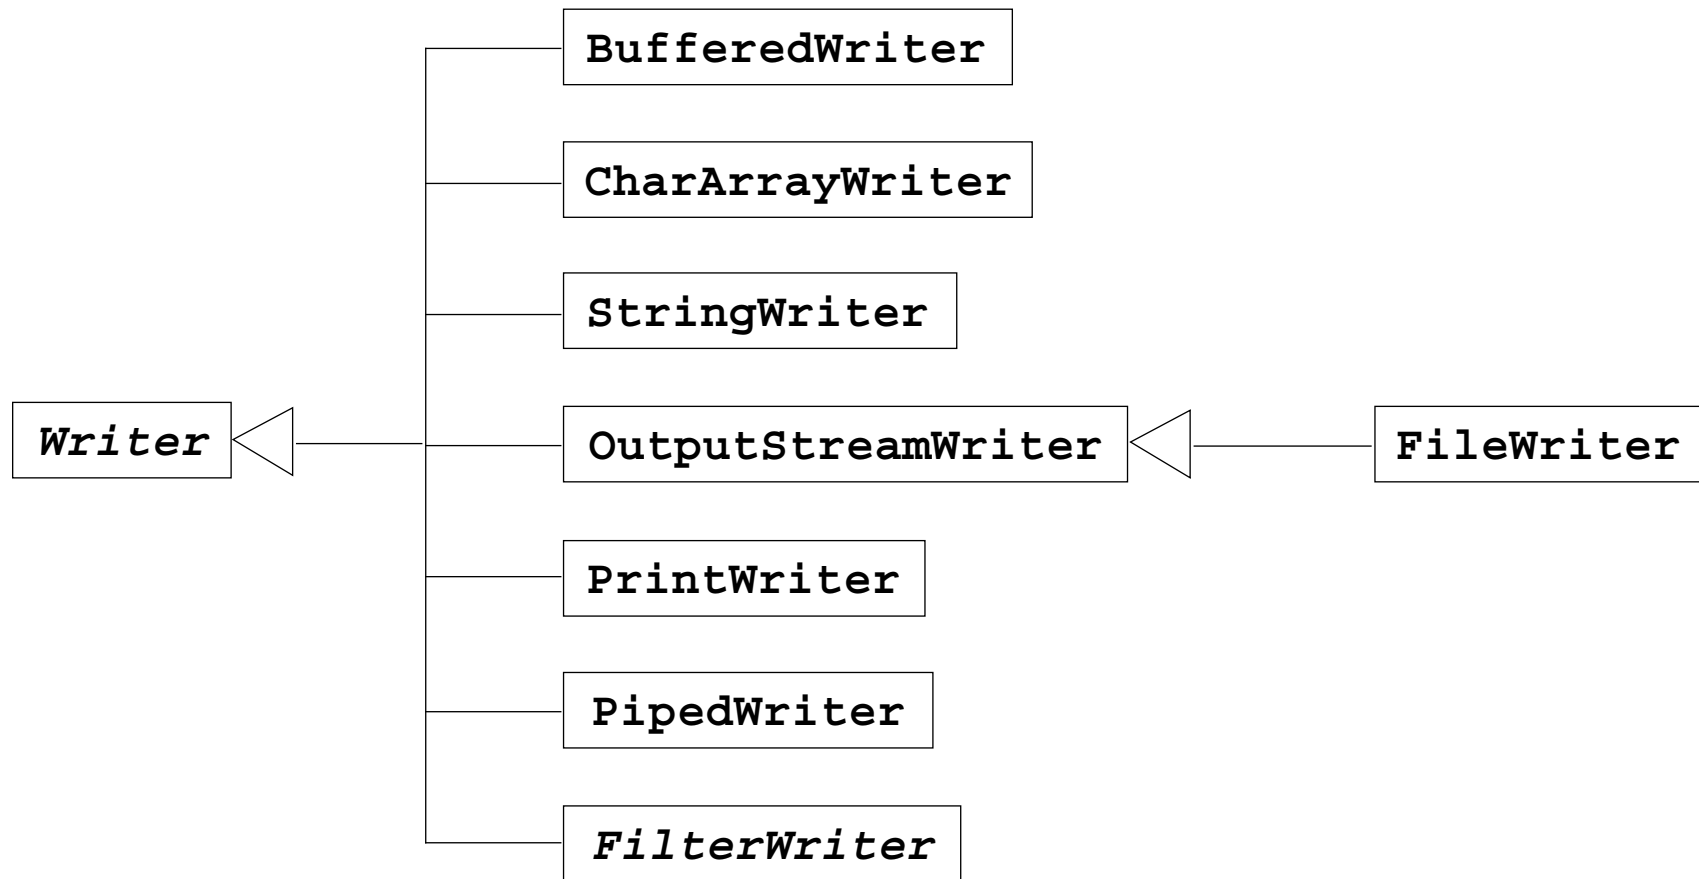 BufferedWriter
CharArrayWriter
StringWriter
Writer
OutputStreamWriter
FileWriter
PrintWriter
PipedWriter
FilterWriter